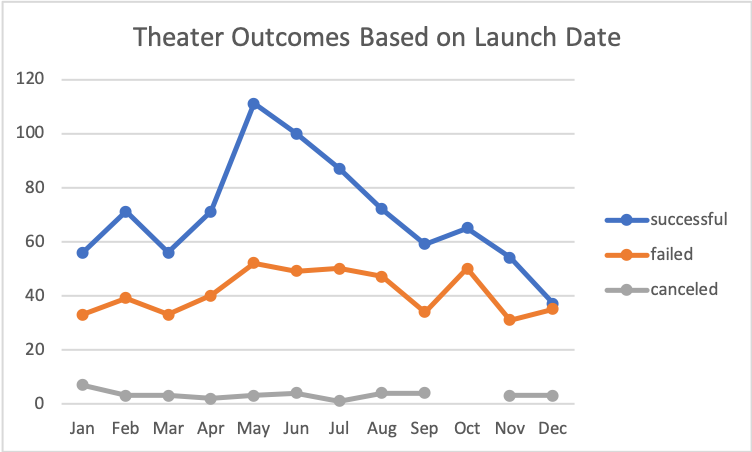 Theater Outcomes Based on Launch Date
120
100
80
60
40
20
0
Jan Feb Mar Apr May Jun Jul Aug Sep Oct Nov Dec
successful
failed
canceled